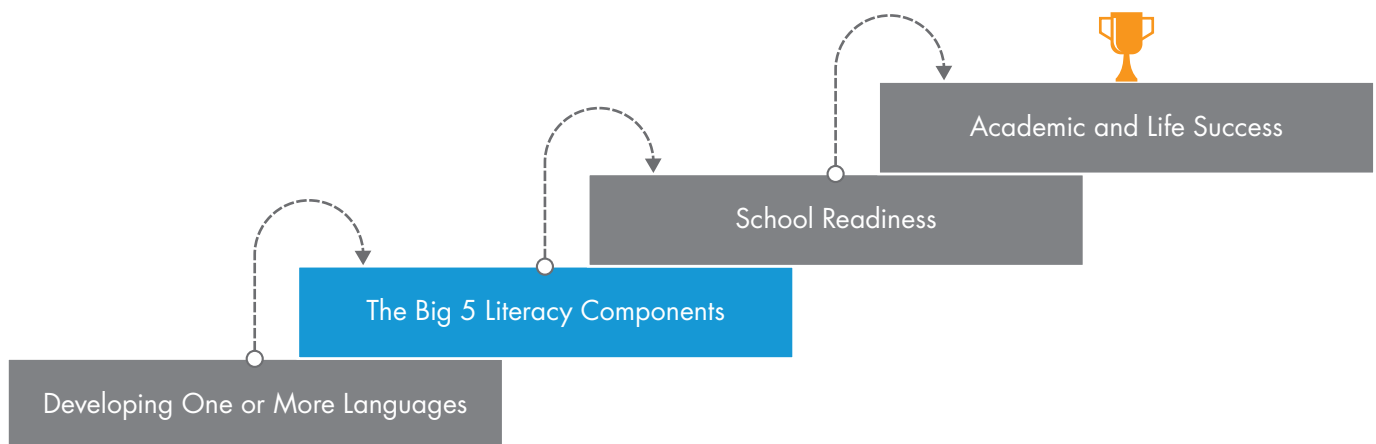 Academic and Life Success
School Readiness
The Big 5 Literacy Components
Developing One or More Languages